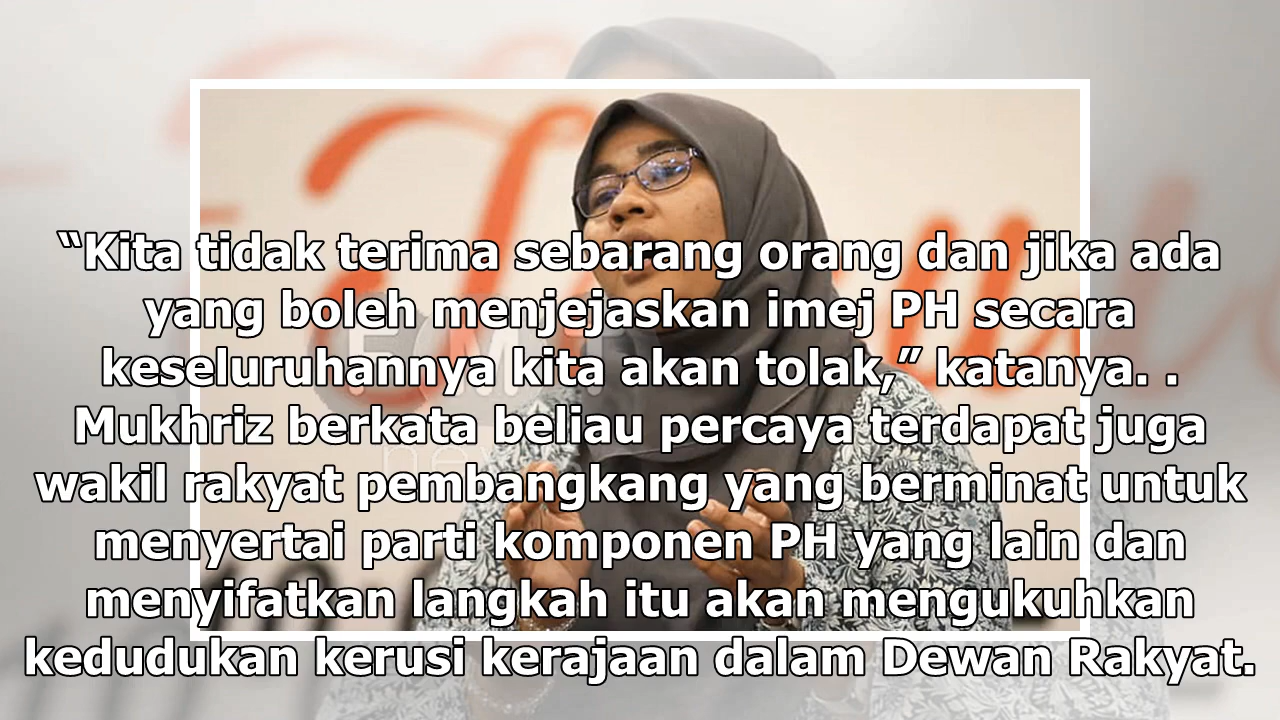 “Kita tidak terima sebarang orang dan jika ada
yang boleh menjejaskan imej PH secara
keseluruhannya kita akan tolak,” katanya. .
Mukhriz berkata beliau percaya terdapat juga
wakil rakyat pembangkang yang berminat untuk
menyertai parti komponen PH yang lain dan
menyifatkan langkah itu akan mengukuhkan
kedudukan kerusi kerajaan dalam Dewan Rakyat.